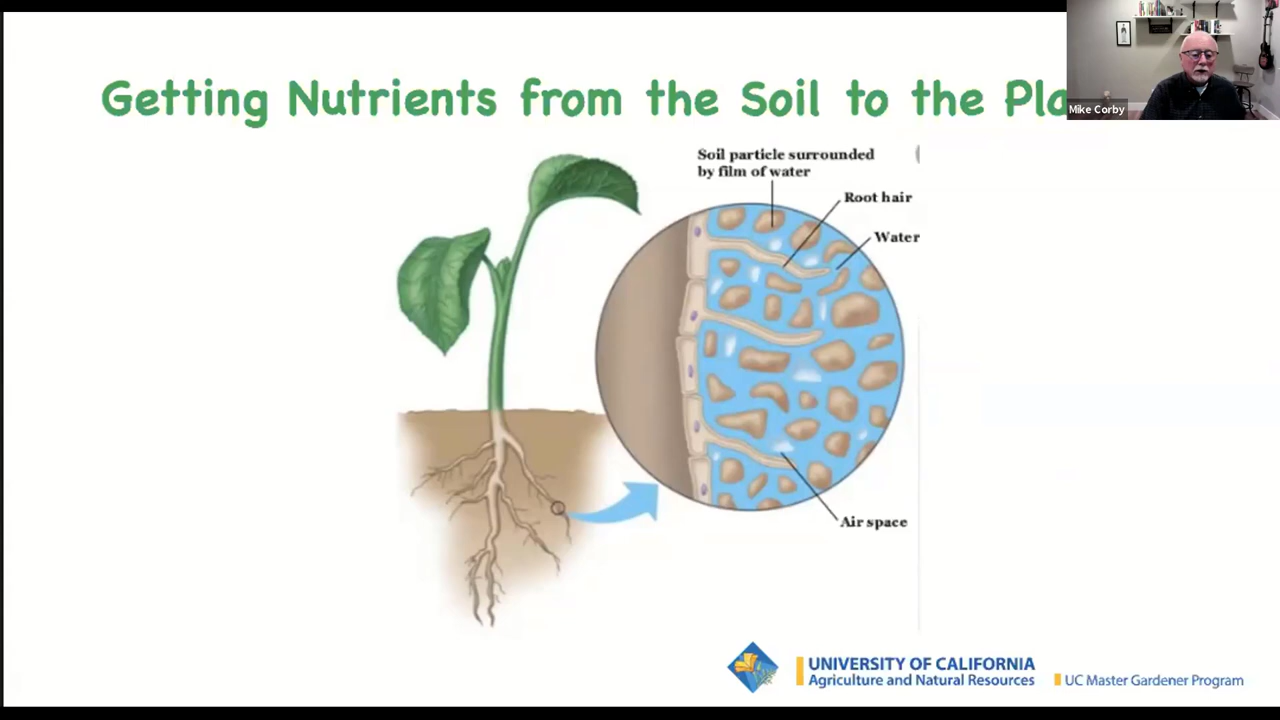 Getting Nutrients from the Soil to the Pla
Mike Corby
Soil particle surrounded
by film of water
Root hair
Water
Air space
UNIVERSITY OF CALIFORNIA
Agriculture and Natural Resources
UC Master Gardener Program